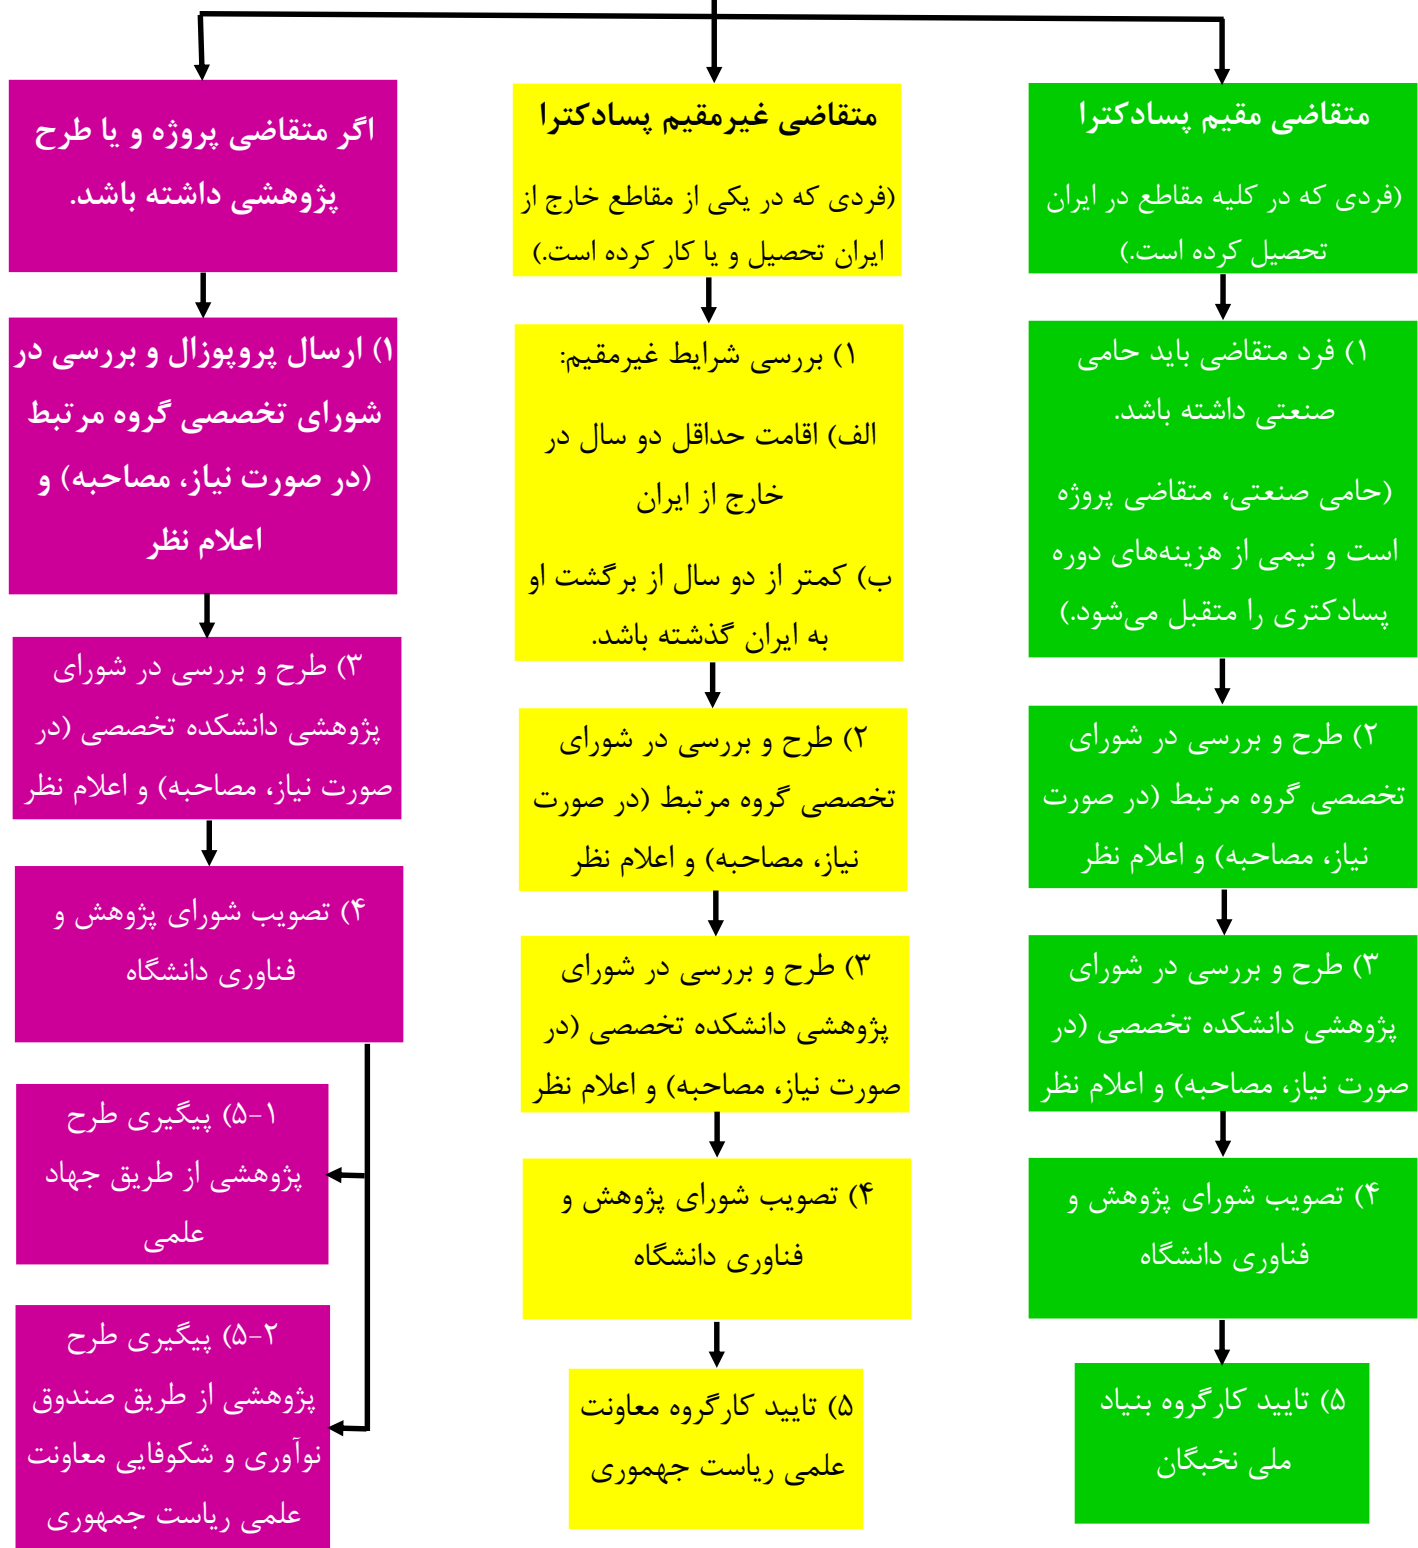 متقاضی مقیم پسادکترا
(فردی که در کلیه مقاطع در ایران
تحصیل کرده است.)
۱) فرد متقاضی باید حامی
صنعتی داشته باشد.
(حامی صنعتی، متقاضی پروژه
است و نیمی از هزینه‌های دوره
پسادکتری را متقبل می‌شود.)
۲) طرح و بررسی در شورای
تخصصی گروه مرتبط (در صورت
نیاز، مصاحبه) و اعلام نظر
۳) طرح و بررسی در شورای
پژوهشی دانشکده تخصصی (در
صورت نیاز، مصاحبه) و اعلام نظر
۴) تصویب شورای پژوهش و
فناوری دانشگاه
۵) تایید کارگروه بنیاد
ملی نخبگان
متقاضی غیرمقیم پسادکترا
(فردی که در یکی از مقاطع خارج از
ایران تحصیل و یا کار کرده است.)
۱) بررسی شرایط غیرمقیم:
الف) اقامت حداقل دو سال در
خارج از ایران
ب) کمتر از دو سال از برگشت او
به ایران گذشته باشد.
۲) طرح و بررسی در شورای
تخصصی گروه مرتبط (در صورت
نیاز، مصاحبه) و اعلام نظر
۳) طرح و بررسی در شورای
پژوهشی دانشکده تخصصی (در
صورت نیاز، مصاحبه) و اعلام نظر
۴) تصویب شورای پژوهش و
فناوری دانشگاه
۵) تایید کارگروه معاونت
علمی ریاست جهموری
اگر متقاضی پروژه و یا طرح
پژوهشی داشته باشد.
۱) ارسال پروپوزال و بررسی در
شورای تخصصی گروه مرتبط
(در صورت نیاز، مصاحبه) و
اعلام نظر
۳) طرح و بررسی در شورای
پژوهشی دانشکده تخصصی (در
صورت نیاز، مصاحبه) و اعلام نظر
۴) تصویب شورای پژوهش و
فناوری دانشگاه
۵-۱) پیگیری طرح
پژوهشی از طریق جهاد
علمی
۵-۲) پیگیری طرح
پژوهشی از طریق صندوق
نوآوری و شکوفایی معاونت
علمی ریاست جمهوری